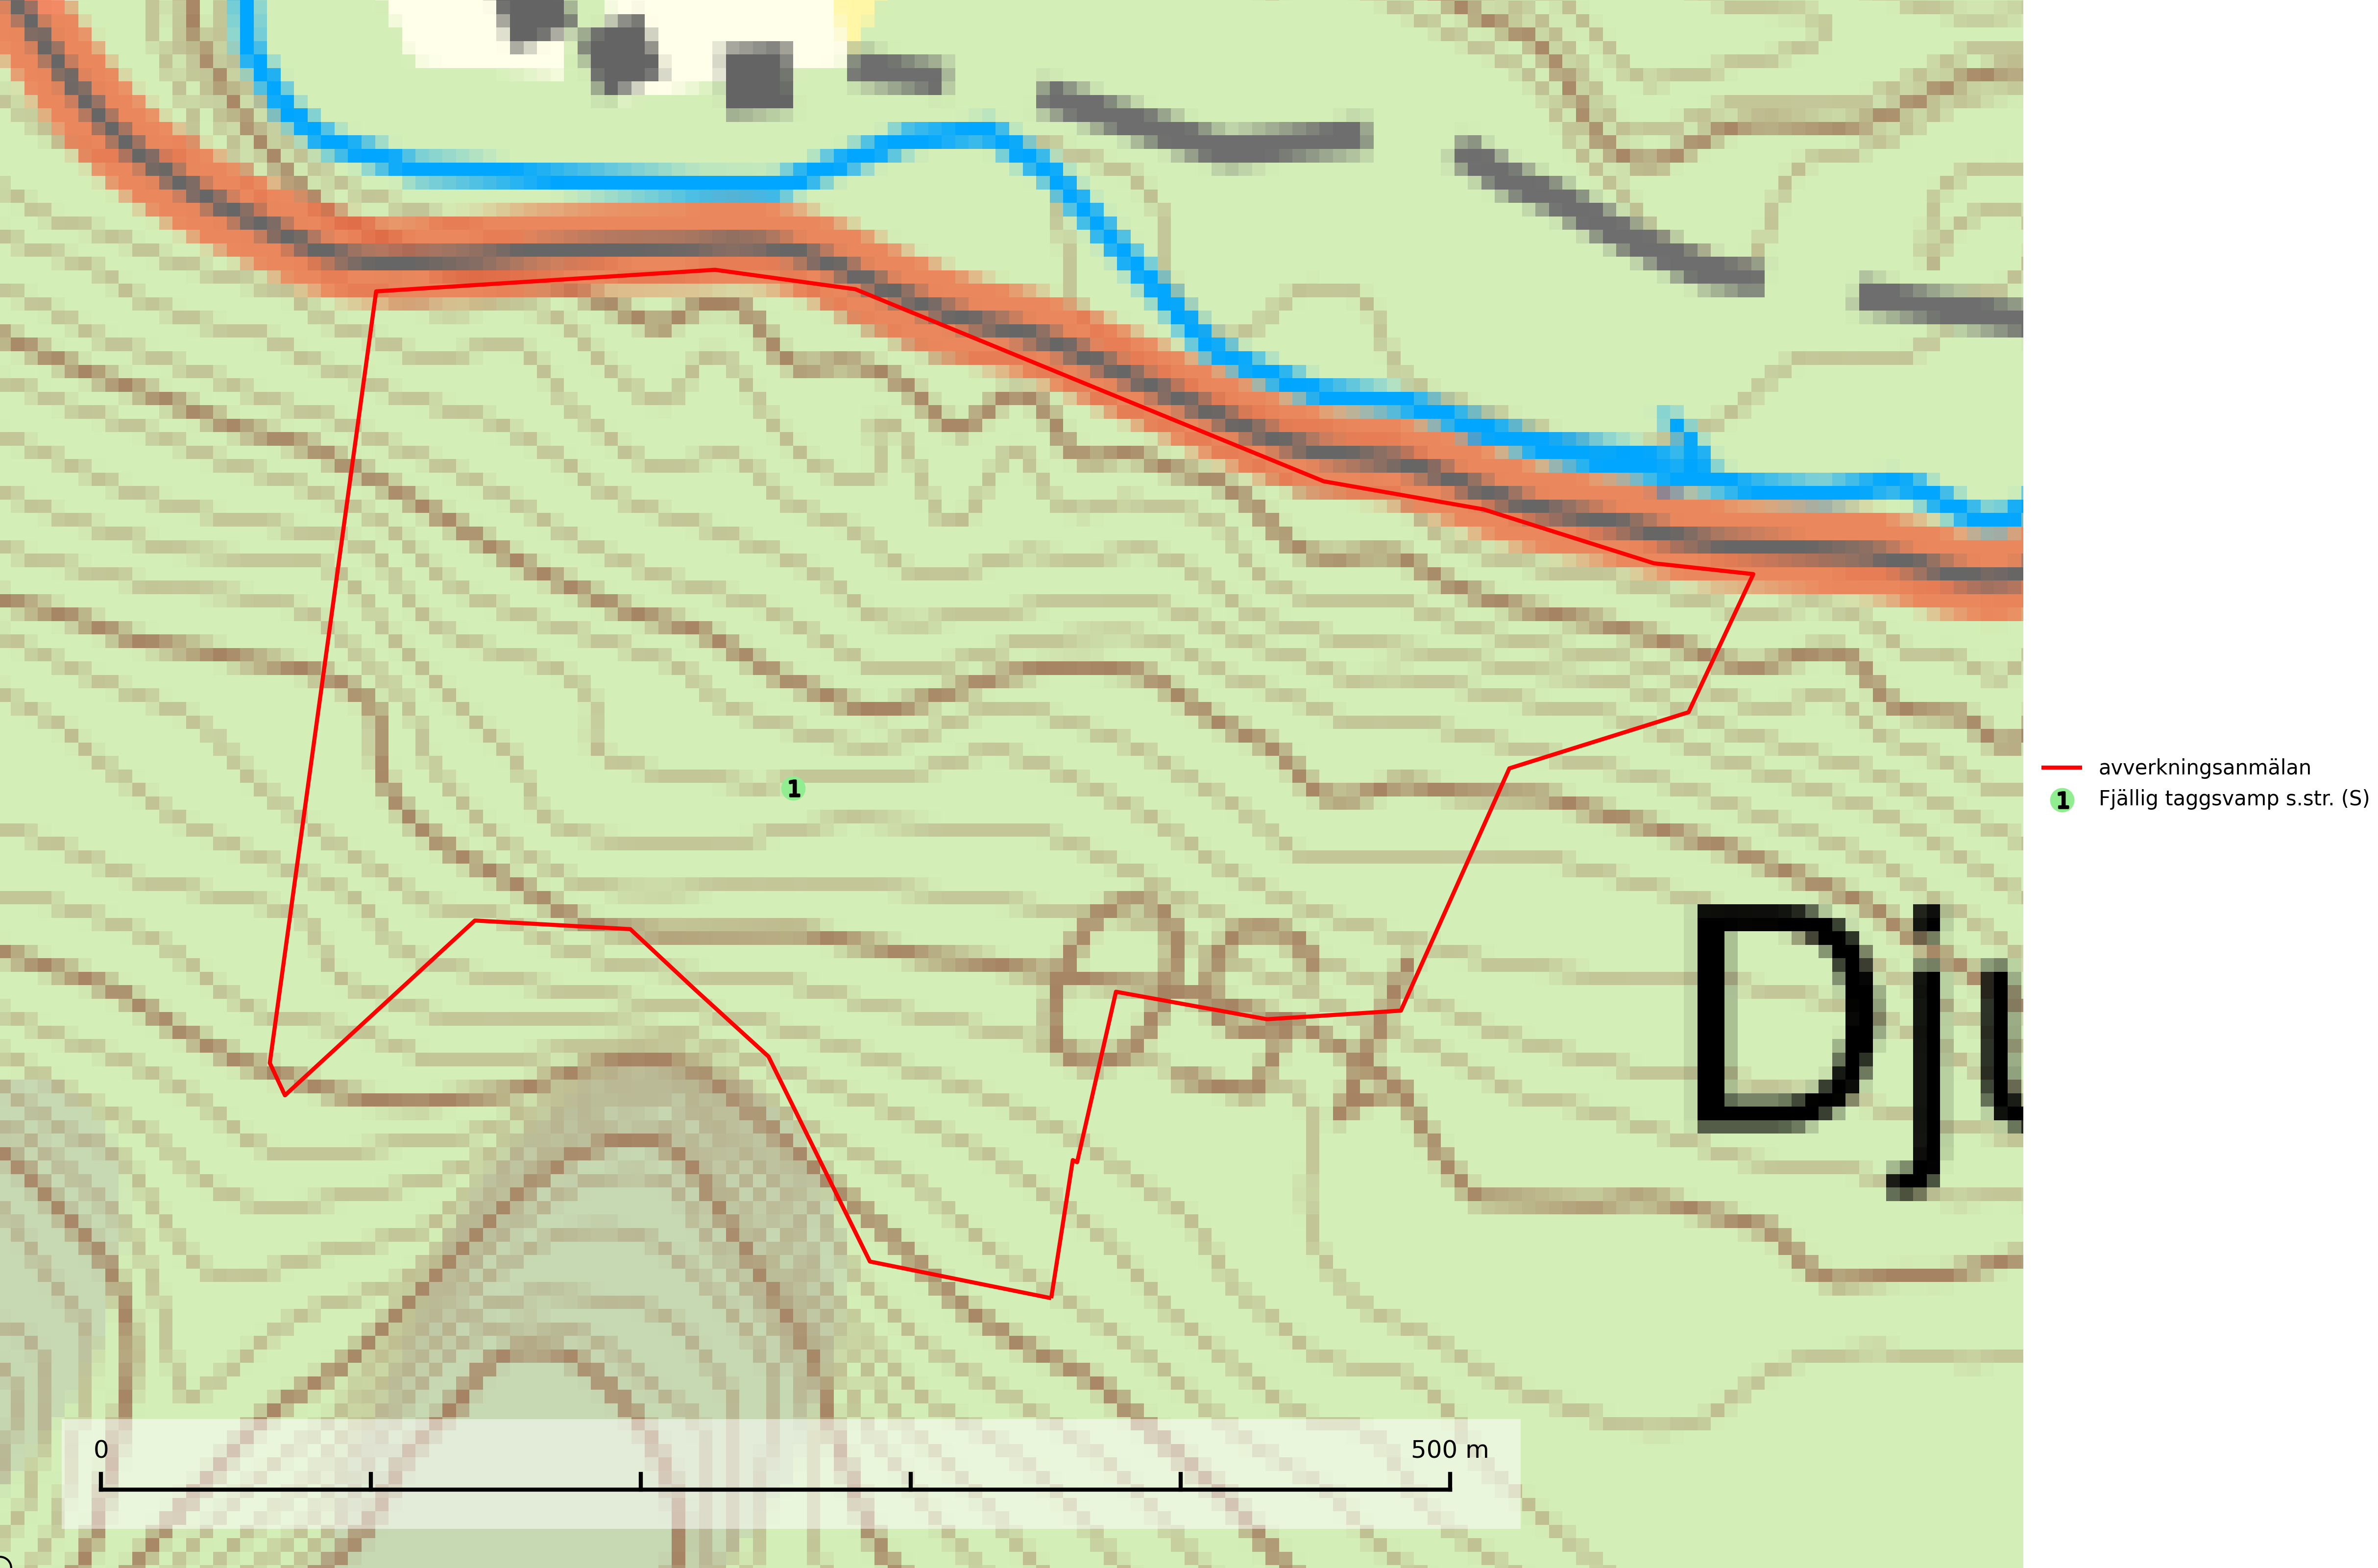 avverkningsanmälan
1 Fjällig taggsvamp s.str. (S)
1
Dju
0 500 m